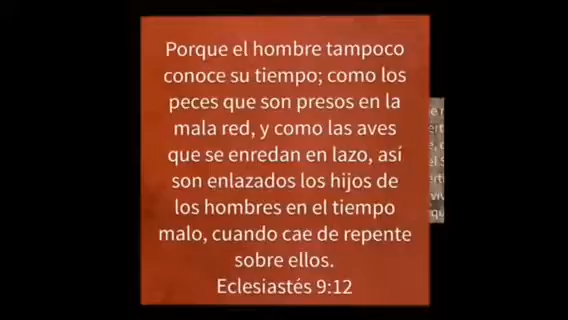 Porque el hombre tampoco
conoce su tiempo; como los
peces que son presos en la
mala red, y como las aves
que se enredan en lazo, así
son enlazados los hijos de
los hombres en el tiempo
malo, cuando cae de repente
sobre ellos.
Eclesiastés 9:12